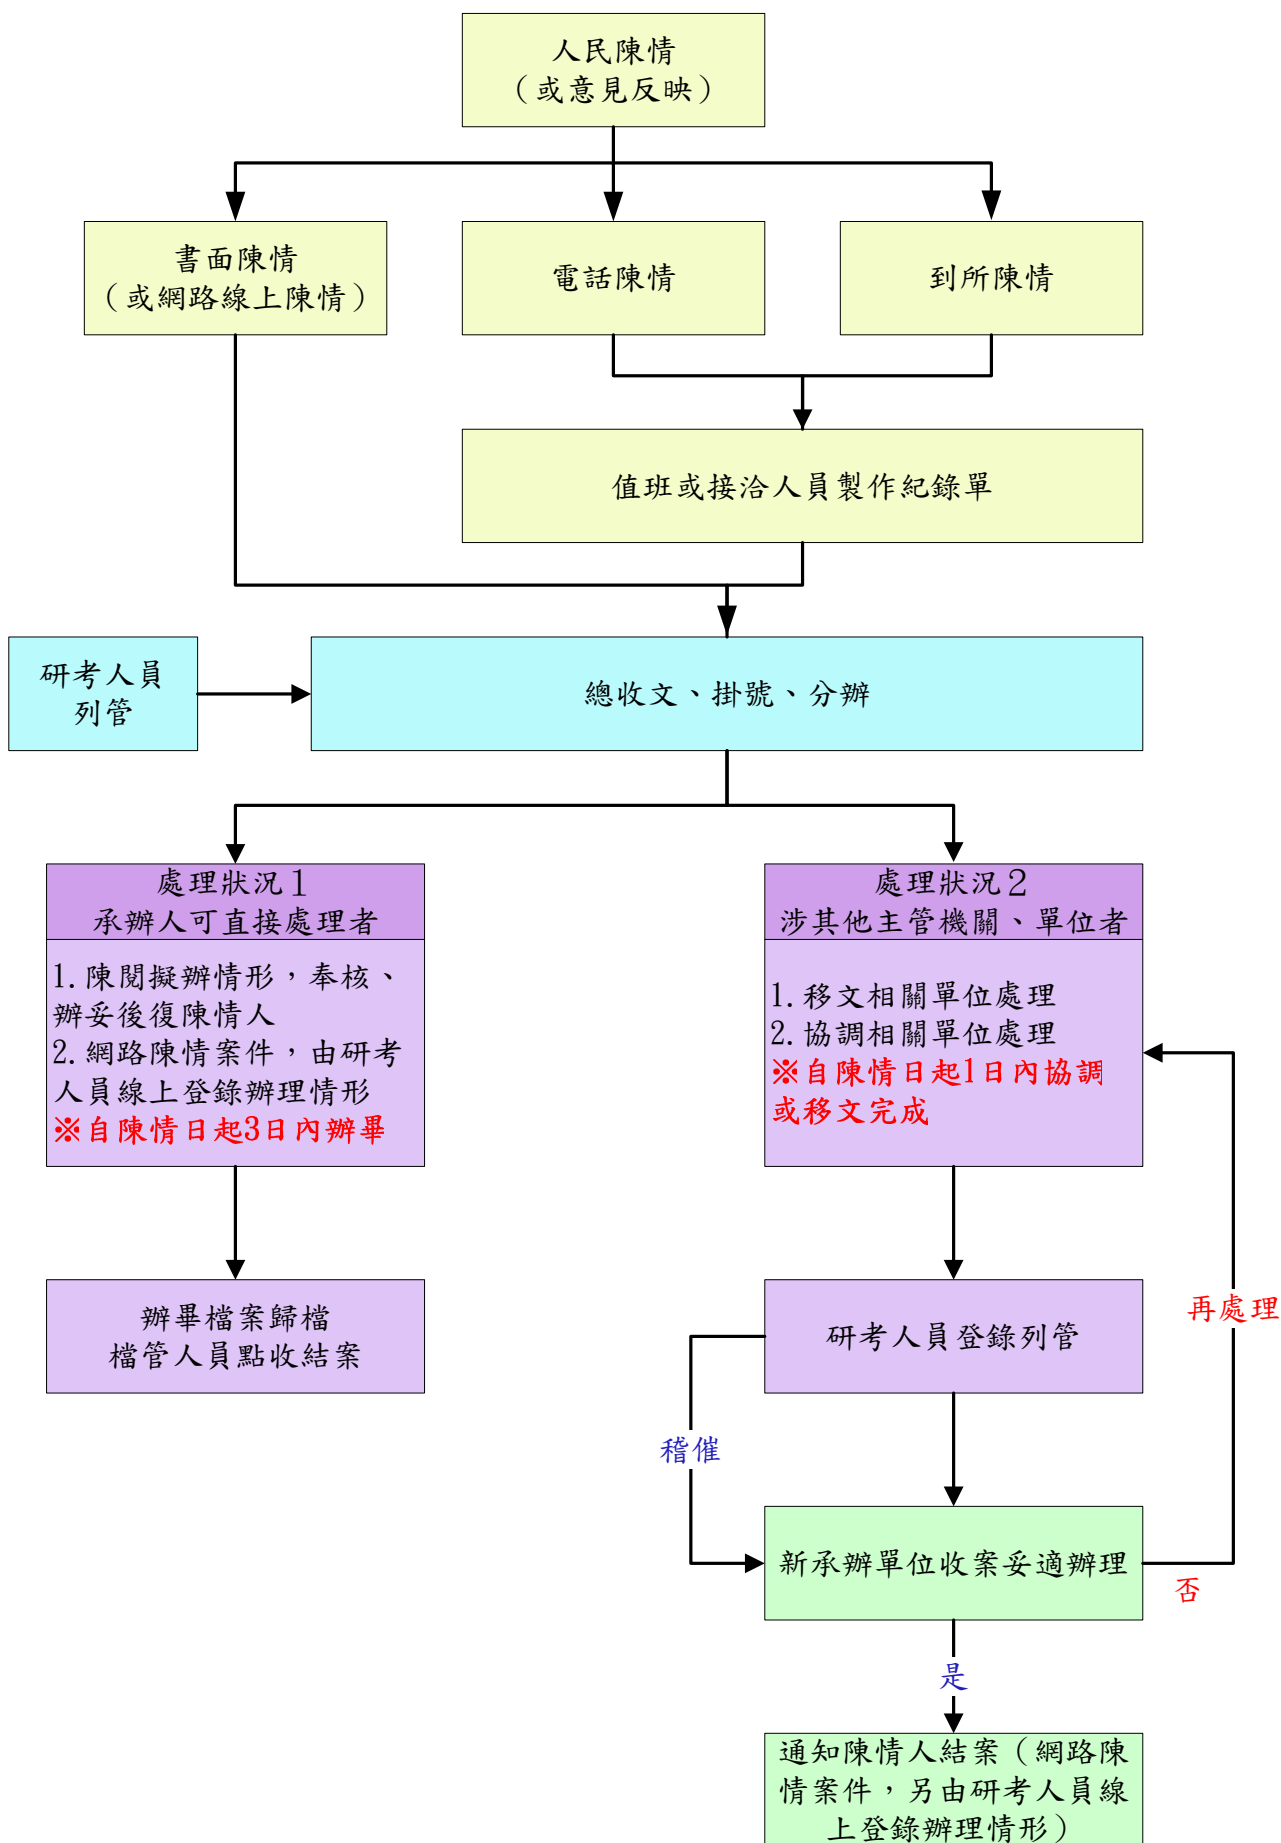 人民陳情
（或意見反映）
書面陳情
（或網路線上陳情）
電話陳情
到所陳情
值班或接洽人員製作紀錄單
研考人員
列管
總收文、掛號、分辦
處理狀況１
承辦人可直接處理者
1.陳閱擬辦情形，奉核、
辦妥後復陳情人
2.網路陳情案件，由研考
人員線上登錄辦理情形
※自陳情日起3日內辦畢
處理狀況２
涉其他主管機關、單位者
1.移文相關單位處理
2.協調相關單位處理
※自陳情日起1日內協調
或移文完成
辦畢檔案歸檔
檔管人員點收結案
研考人員登錄列管
再處理
稽催
新承辦單位收案妥適辦理
否
是
通知陳情人結案（網路陳
情案件，另由研考人員線
上登錄辦理情形）